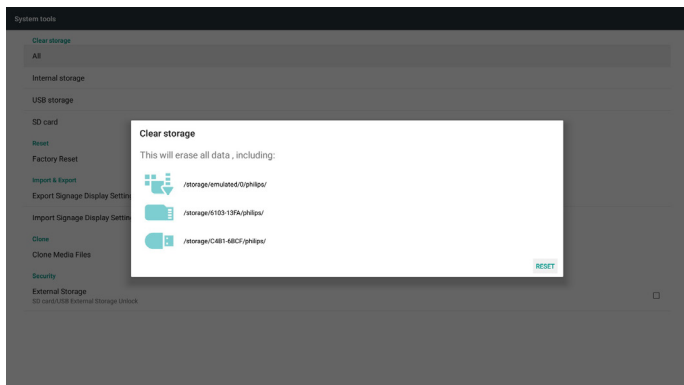 System tools
Clear storage
All
Internal storage
USB storage
SD card
Reset
Factory Reset
Import & Export
Export Signage Display Setting
Import Signage Display Settin
Clone
Clone Media Files
Security
External Storage
SD card/USB External Storage Unlock
Clear storage
This will erase all data , including:
/storage/emulated/0/philips/
/storage/6103-13FA/philips/
/storage/C4B1-6BCF/philips/
RESET